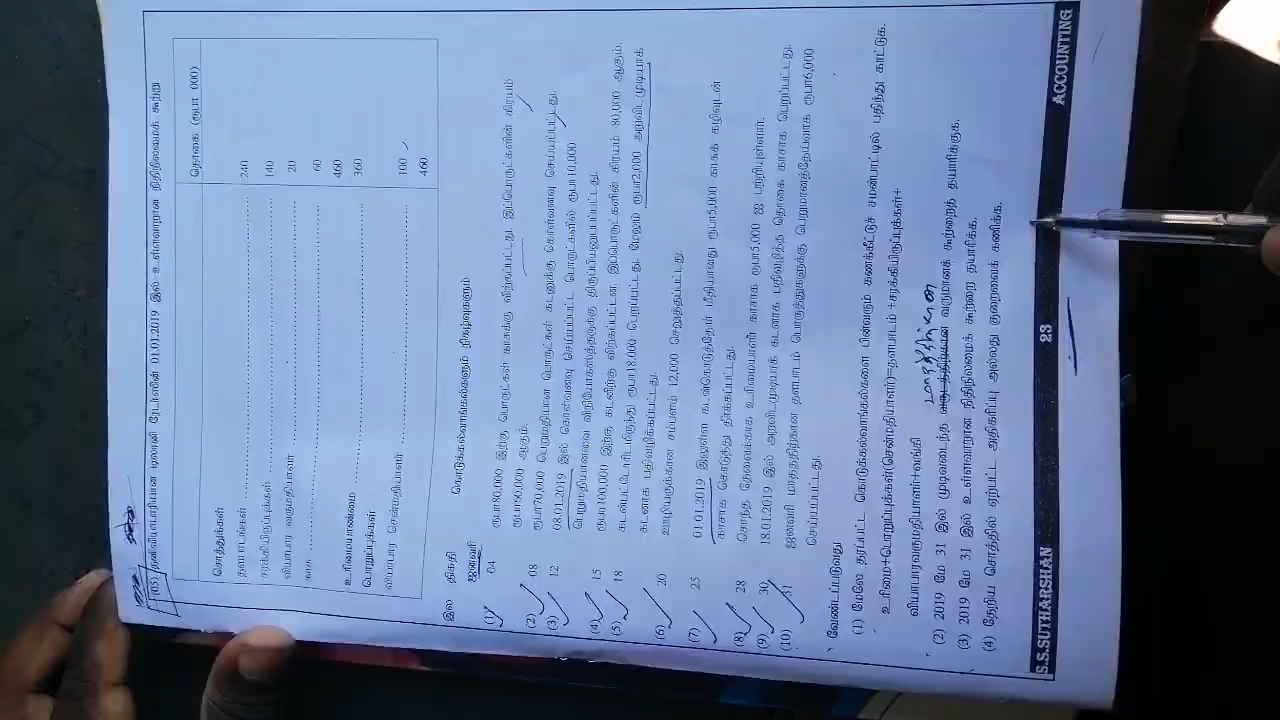 (05) தனிவியாபாரியான டிலானி ரேடஸின் 01.01.2019 இல் உள்ளவாறான நிதிநிலைமைக் கூற்று
தொகை (ரூபா 000)
சொத்துக்கள்
தளபாடங்கள் 240
சரக்கிருப்புக்கள் 140
வியாபார வருமதியாளர் 20
காசு 60
460
உரிமையாண்மை 360
பொறுப்புக்கள்
வியாபார சென்மதியாளர் 100
460
இல திகதி கொடுக்கல்வாங்கல்களும் நிகழ்வுகளும்
ஜனவரி
(1) 04 ரூபா80,000 இற்கு பொருட்கள் காசுக்கு விற்கப்பட்டது இப்பொருட்களின் கிரயம்
ரூபா60,000 ஆகும்.
(2) 08 ரூபா70,000 பெறுமதியான பொருட்கள் கடனுக்கு கொள்வனவு செய்யப்பட்டது.
(3) 12 08.01.2019 இல் கொள்வனவு செய்யப்பட்ட பொருட்களில் ரூபா10,000
பெறுமதியானவை விநியோகஸ்த்தருக்கு திருப்பியனுப்பப்பட்டது.
(4) 15 ரூபா100,000 இற்கு கடனிற்கு விற்கப்பட்டன இப்பொருட்களின் கிரயம் 80,000 ஆகும்.
(5) 18 கடன்பட்டோரிடமிருந்து ரூபா18,000 பெறப்பட்டது மேலும் ரூபா2,000 அறவிட முடியாக்
கடனாக பதிவழிக்கப்பட்டது.
(6) 20 ஊழியருக்கான சம்பளம் 12,000 செலுத்தப்பட்டது.
(7) 25 01.01.2019 இலுள்ள கடன்கொடுத்தோர் மீதியானது ரூபா5,000 காசுக் கழிவுடன்
காசாக கொடுத்து தீர்க்கப்பட்டது.
(8) 28 சொந்த தேவைக்காக உரிமையாளர் காசாக ரூபா5,000 ஐ பற்றியுள்ளார்.
(9) 30 18.01.2019 இல் அறவிடமுடியாக் கடனாக பதிவழித்த தொகை காசாக பெறப்பட்டது.
(10) 31 ஜனவரி மாதத்திற்கான தளபாடம் பொருத்துகளுக்கு பெறுமானத்தேய்வாக ரூபா6,000
செய்யப்பட்டது.
வேண்டப்படுவது
(1) மேலே தரப்பட்ட கொடுக்கல்வாங்கல்களை பின்வரும் கணக்கீட்டுச் சமன்பாட்டில் பதிந்து காட்டுக.
உரிமை+பொறுப்புக்கள்(சென்மதியாளர்)=தளபாடம் +சரக்கியிருப்புக்கள்+
வியாபாரவருமதியாளர்+வங்கி
(2) 2019 மே 31 இல் முடிவடைந்த வருடத்திற்கான வருமானக் கூற்றைத் தயாரிக்குக.
(3) 2019 மே 31 இல் உள்ளவாறான நிதிநிலைமைக் கூற்றை தயாரிக்க.
(4) தேறிய சொத்தில் ஏற்பட்ட அதிகரிப்பு அல்லது குறைவைக் கணிக்க.
S.S.SUTHARSHAN 23 ACCOUNTING